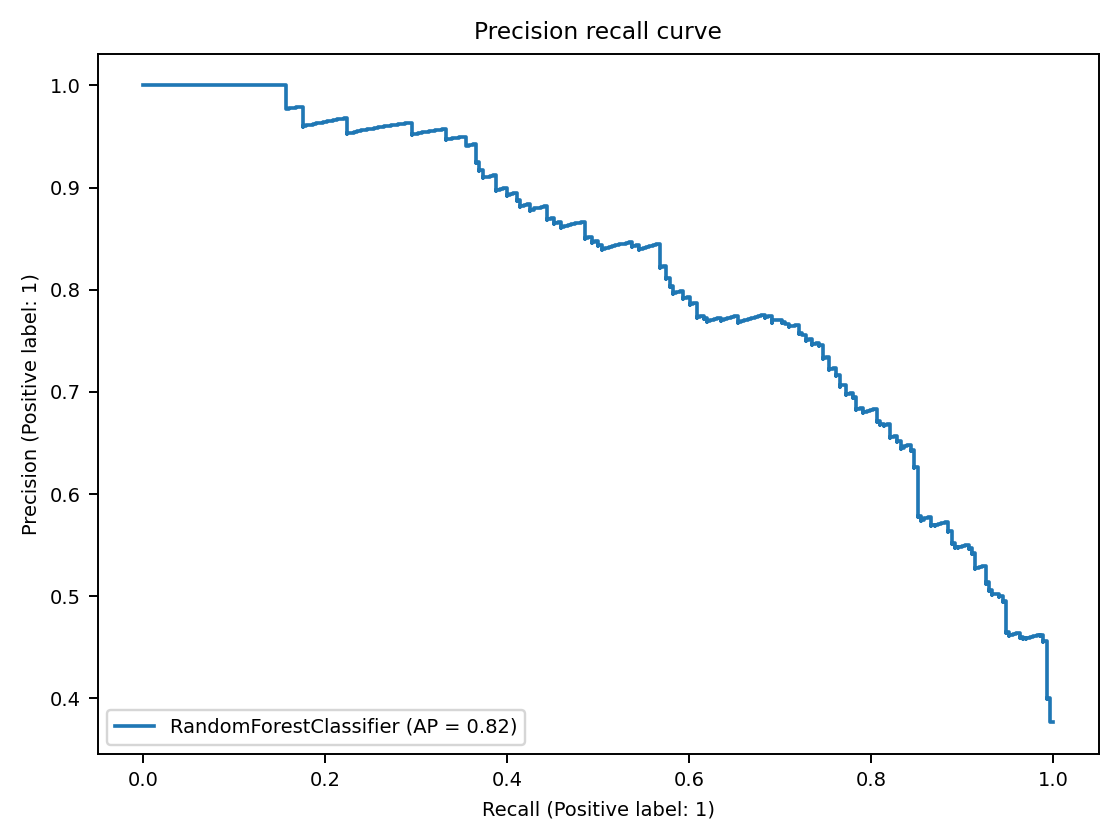 Precision recall curve
1.0
0.9
0.8
0.7
0.6
0.5
0.4
Precision (Positive label: 1)
RandomForestClassifier (AP = 0.82)
0.0 0.2 0.4 0.6 0.8 1.0
Recall (Positive label: 1)